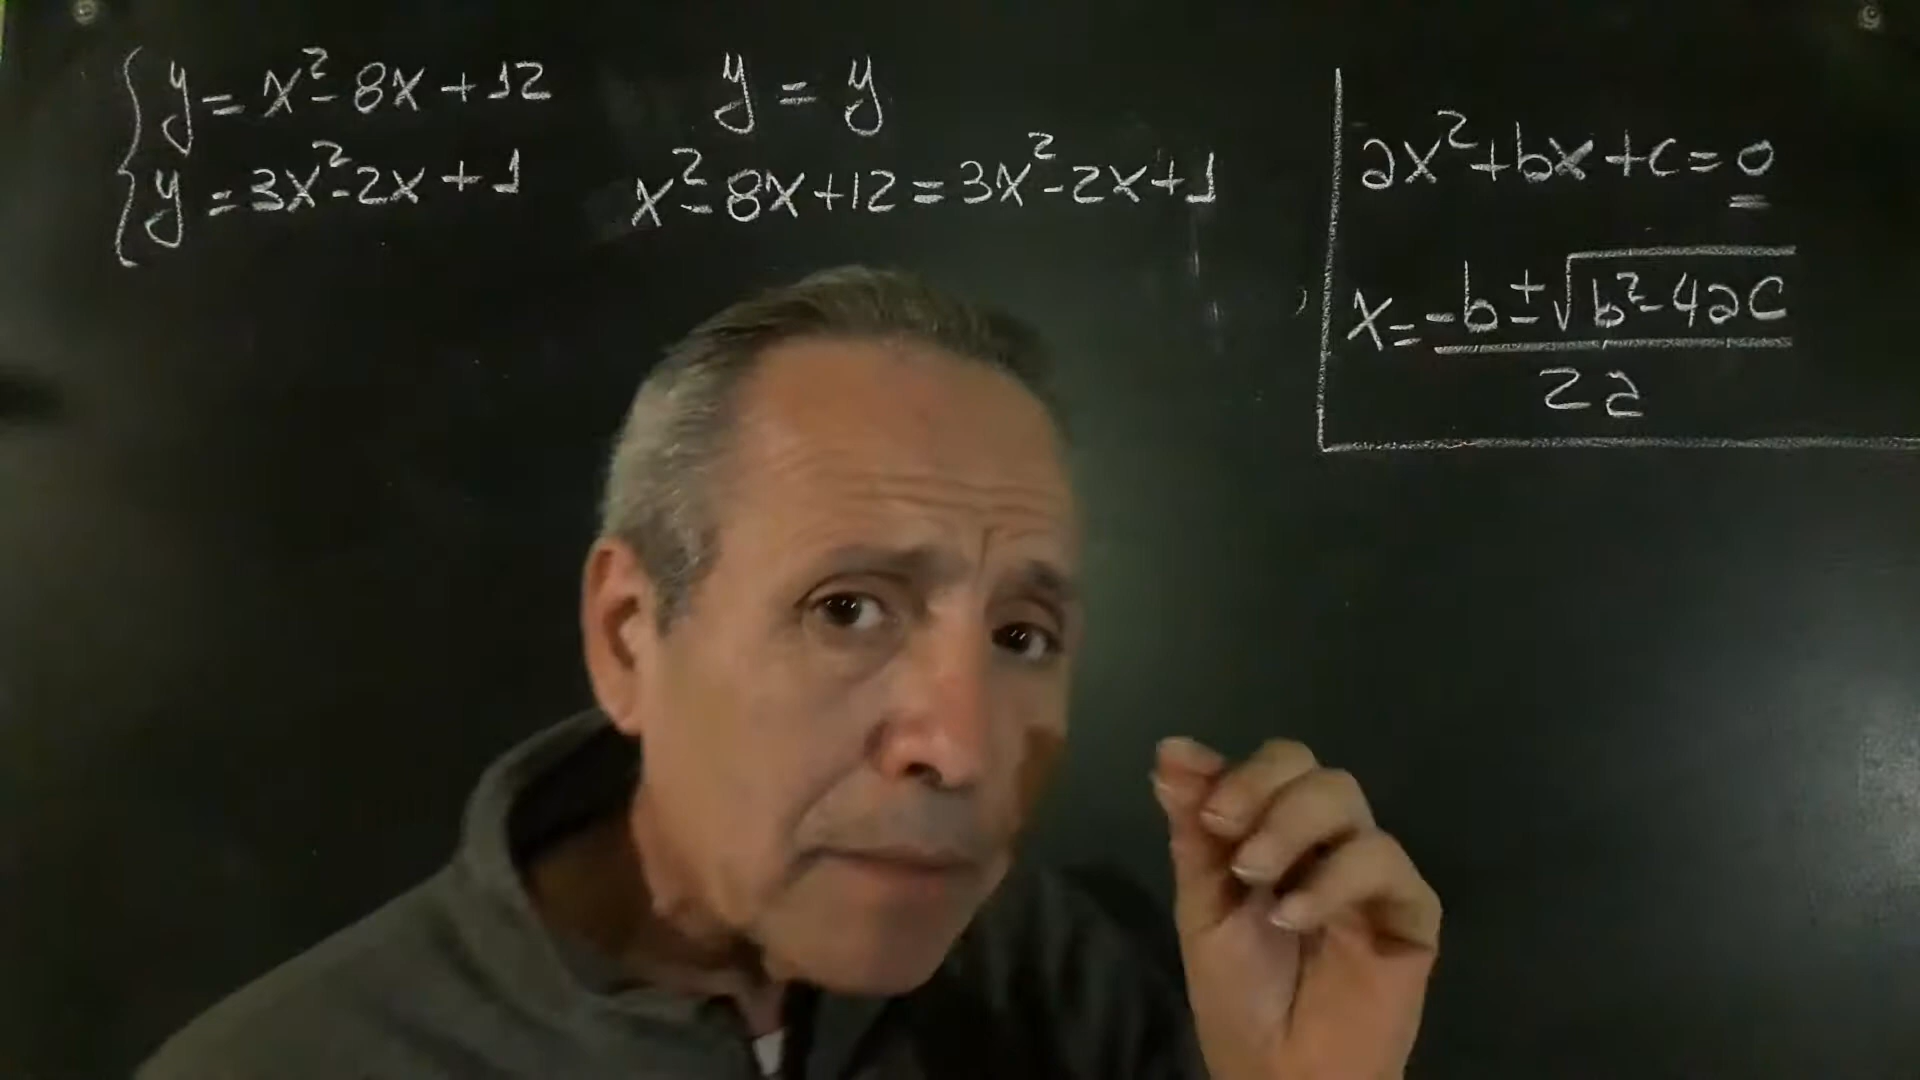 y = x² - 8x + 12
y = 3x² - 2x + 1
y = y
x² - 8x + 12 = 3x² - 2x + 1
ax² + bx + c = 0
x = -b ± √b² - 4ac
2a